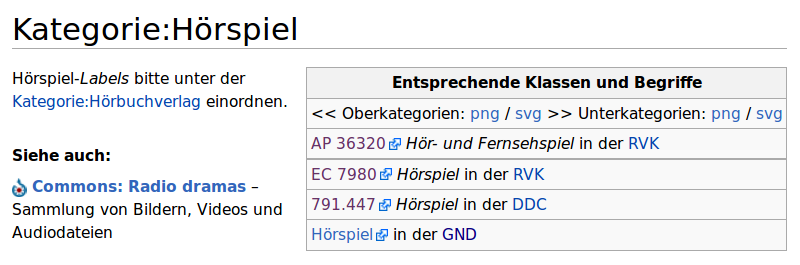 Kategorie:Hörspiel
Hörspiel-Labels bitte unter der
Kategorie:Hörbuchverlag einordnen.
Siehe auch:
Commons: Radio dramas –
Sammlung von Bildern, Videos und
Audiodateien
Entsprechende Klassen und Begriffe
<< Oberkategorien: png / svg >> Unterkategorien: png / svg
AP 36320 Hör- und Fernsehspiel in der RVK
EC 7980 Hörspiel in der RVK
791.447 Hörspiel in der DDC
Hörspiel in der GND